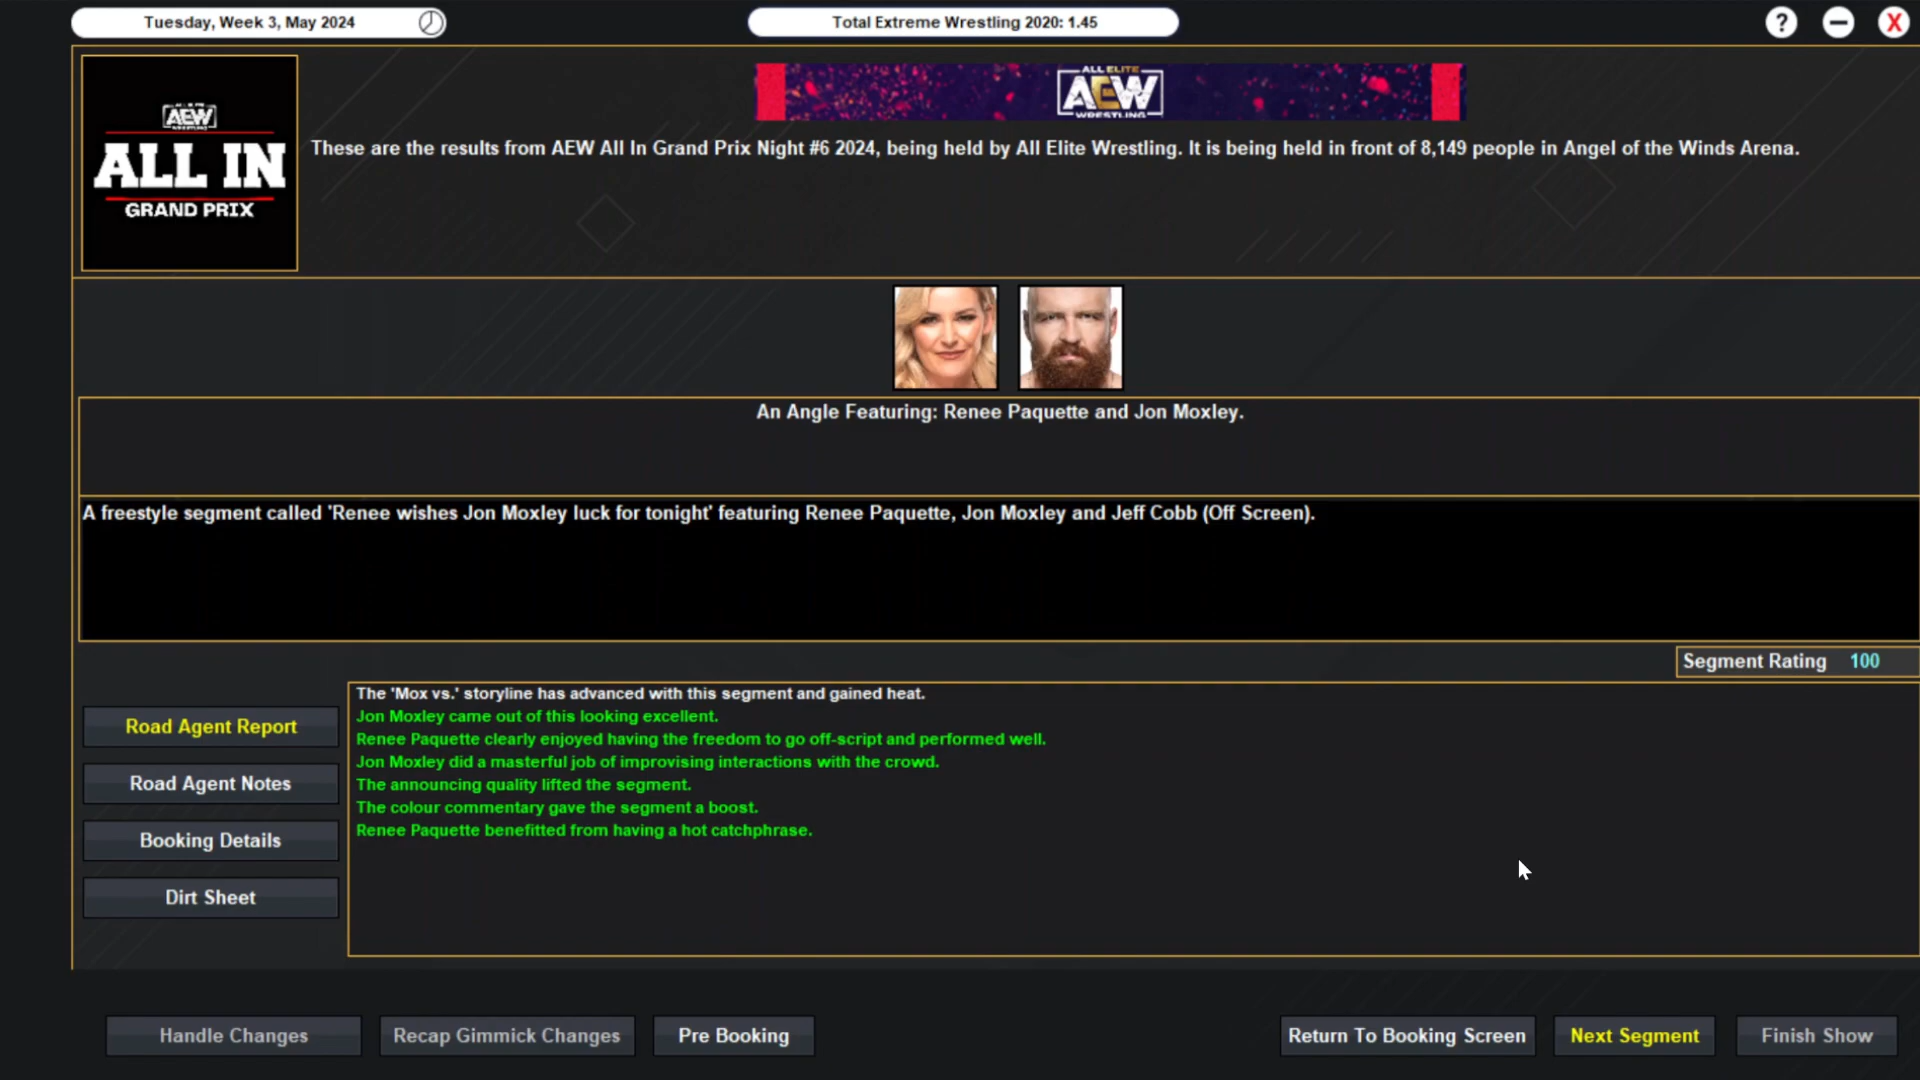 Tuesday, Week 3, May 2024
Total Extreme Wrestling 2020: 1.45
?
X
ALL ELITE
AEW
WRESTLING
AEW
ALL IN
GRAND PRIX
These are the results from AEW All In Grand Prix Night #6 2024, being held by All Elite Wrestling. It is being held in front of 8,149 people in Angel of the Winds Arena.
An Angle Featuring: Renee Paquette and Jon Moxley.
A freestyle segment called 'Renee wishes Jon Moxley luck for tonight' featuring Renee Paquette, Jon Moxley and Jeff Cobb (Off Screen).
Segment Rating 100
Road Agent Report
Road Agent Notes
Booking Details
Dirt Sheet
The 'Mox vs.' storyline has advanced with this segment and gained heat.
Jon Moxley came out of this looking excellent.
Renee Paquette clearly enjoyed having the freedom to go off-script and performed well.
Jon Moxley did a masterful job of improvising interactions with the crowd.
The announcing quality lifted the segment.
The colour commentary gave the segment a boost.
Renee Paquette benefitted from having a hot catchphrase.
Handle Changes
Recap Gimmick Changes
Pre Booking
Return To Booking Screen
Next Segment
Finish Show